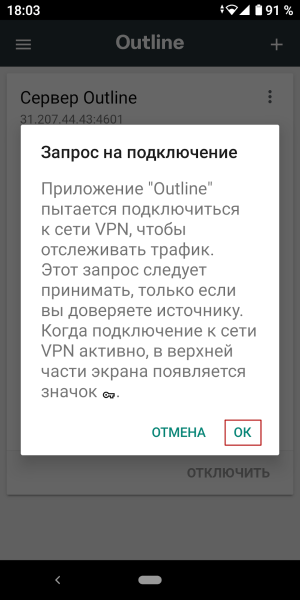 18:03 91 %
Outline
Сервер Outline
31.207.44.43:4601
Запрос на подключение
Приложение "Outline"
пытается подключиться
к сети VPN, чтобы
отслеживать трафик.
Этот запрос следует
принимать, только если
вы доверяете источнику.
Когда подключение к сети
VPN активно, в верхней
части экрана появляется
значок .
ОТМЕНА ОК
ОТКЛЮЧИТЬ